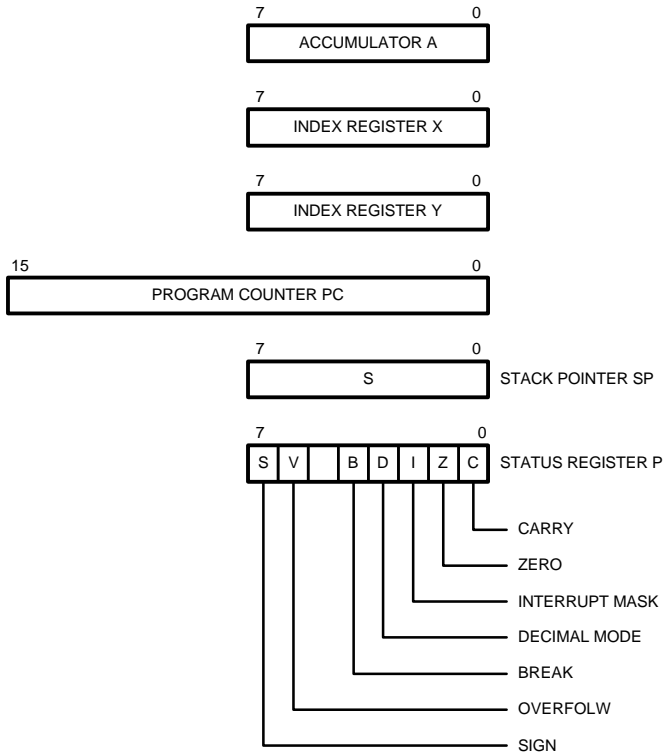 7 0
ACCUMULATOR A
7 0
INDEX REGISTER X
7 0
INDEX REGISTER Y
15 0
PROGRAM COUNTER PC
7 0
S STACK POINTER SP
7 0
S V B D I Z C STATUS REGISTER P
CARRY
ZERO
INTERRUPT MASK
DECIMAL MODE
BREAK
OVERFOLW
SIGN